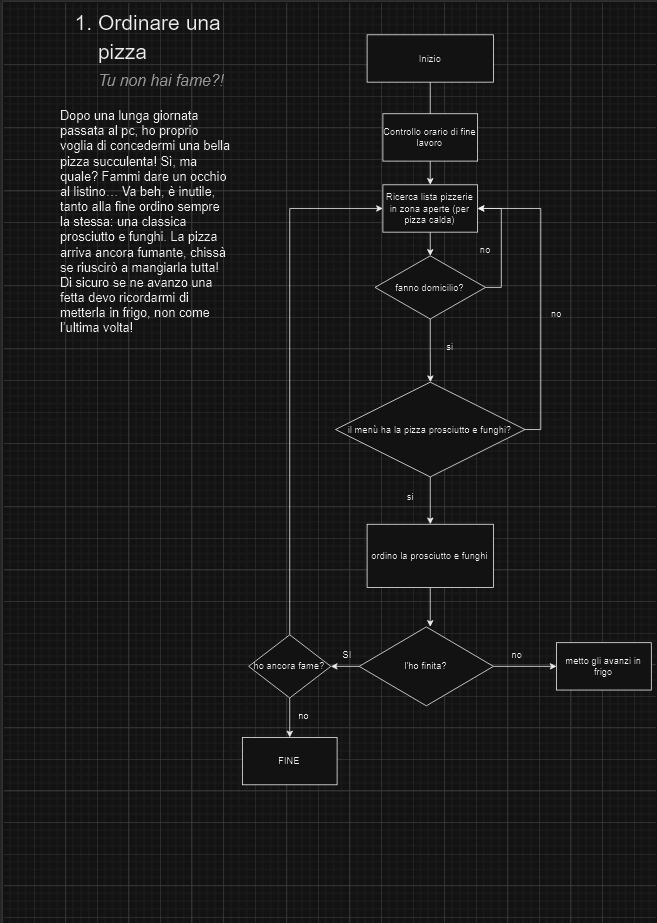 1. Ordinare una
pizza
Tu non hai fame?!
Dopo una lunga giornata
passata al pc, ho proprio
voglia di concedermi una bella
pizza succulenta! Sì, ma
quale? Fammi dare un occhio
al listino... Va beh, è inutile,
tanto alla fine ordino sempre
la stessa: una classica
prosciutto e funghi. La pizza
arriva ancora fumante, chissà
se riuscirò a mangiarla tutta!
Di sicuro se ne avanzo una
fetta devo ricordarmi di
metterla in frigo, non come
l'ultima volta!
Inizio
Controllo orario di fine
lavoro
Ricerca lista pizzerie
in zona aperte (per
pizza calda)
no
fanno domicilio?
no
si
il menù ha la pizza prosciutto e funghi?
si
ordino la prosciutto e funghi
ho ancora fame?
SI
l'ho finita?
no
metto gli avanzi in
frigo
no
FINE